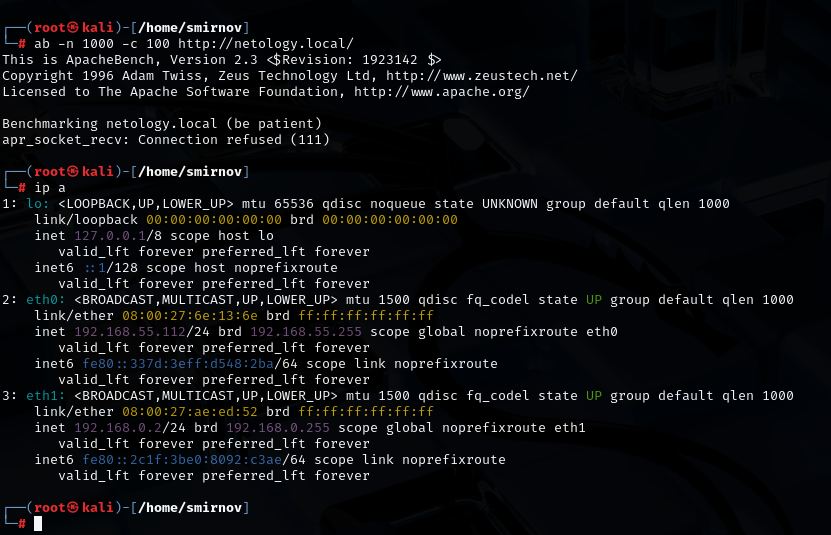 ┌──(root㉿kali)-[/home/smirnov]
└─# ab -n 1000 -c 100 http://netology.local/
This is ApacheBench, Version 2.3 <$Revision: 1923142 $>
Copyright 1996 Adam Twiss, Zeus Technology Ltd, http://www.zeustech.net/
Licensed to The Apache Software Foundation, http://www.apache.org/
Benchmarking netology.local (be patient)
apr_socket_recv: Connection refused (111)
┌──(root㉿kali)-[/home/smirnov]
└─# ip a
1: lo: <LOOPBACK,UP,LOWER_UP> mtu 65536 qdisc noqueue state UNKNOWN group default qlen 1000
    link/loopback 00:00:00:00:00:00 brd 00:00:00:00:00:00
    inet 127.0.0.1/8 scope host lo
       valid_lft forever preferred_lft forever
    inet6 ::1/128 scope host noprefixroute
       valid_lft forever preferred_lft forever
2: eth0: <BROADCAST,MULTICAST,UP,LOWER_UP> mtu 1500 qdisc fq_codel state UP group default qlen 1000
    link/ether 08:00:27:6e:13:6e brd ff:ff:ff:ff:ff:ff
    inet 192.168.55.112/24 brd 192.168.55.255 scope global noprefixroute eth0
       valid_lft forever preferred_lft forever
    inet6 fe80::337d:3eff:d548:2ba/64 scope link noprefixroute
       valid_lft forever preferred_lft forever
3: eth1: <BROADCAST,MULTICAST,UP,LOWER_UP> mtu 1500 qdisc fq_codel state UP group default qlen 1000
    link/ether 08:00:27:ae:ed:52 brd ff:ff:ff:ff:ff:ff
    inet 192.168.0.2/24 brd 192.168.0.255 scope global noprefixroute eth1
       valid_lft forever preferred_lft forever
    inet6 fe80::2c1f:3be0:8092:c3ae/64 scope link noprefixroute
       valid_lft forever preferred_lft forever
┌──(root㉿kali)-[/home/smirnov]
└─#